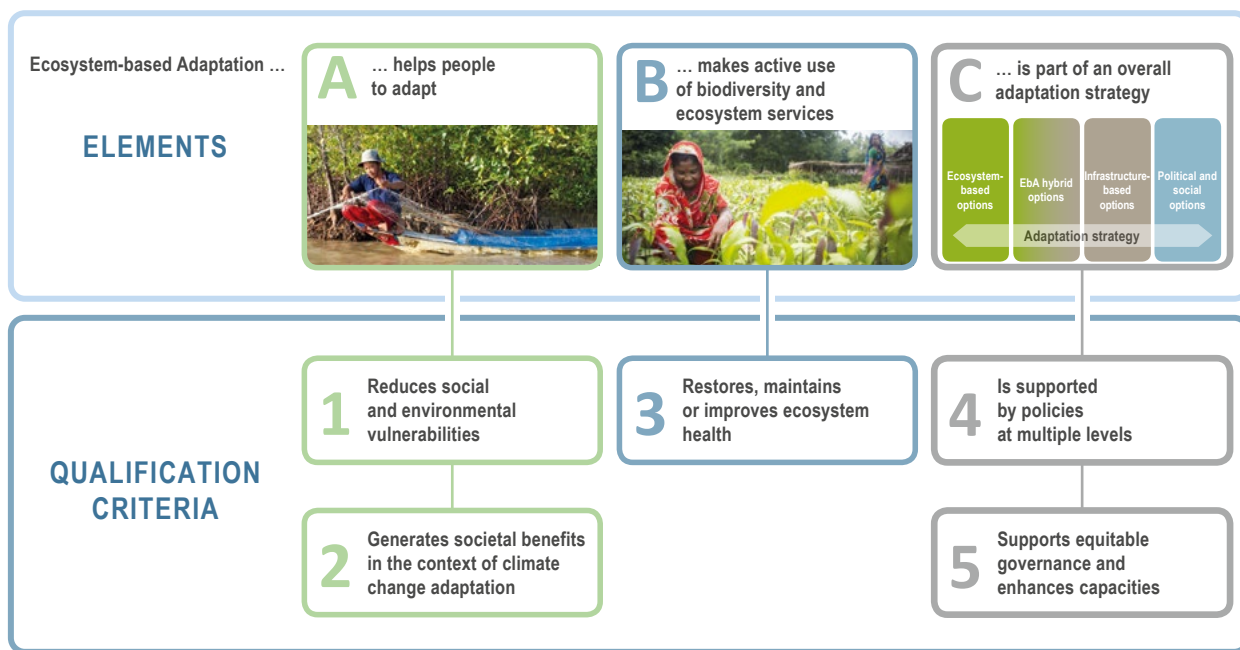 Ecosystem-based Adaptation …
ELEMENTS
A
… helps people
to adapt
B
… makes active use
of biodiversity and
ecosystem services
C
… is part of an overall
adaptation strategy
Ecosystem-
based
options
EbA hybrid
options
Infrastructure-
based options
Political and
social
options
Adaptation strategy
QUALIFICATION
CRITERIA
1
Reduces social
and environmental
vulnerabilities
2
Generates societal benefits
in the context of climate
change adaptation
3
Restores, maintains
or improves ecosystem
health
4
Is supported
by policies
at multiple levels
5
Supports equitable
governance and
enhances capacities